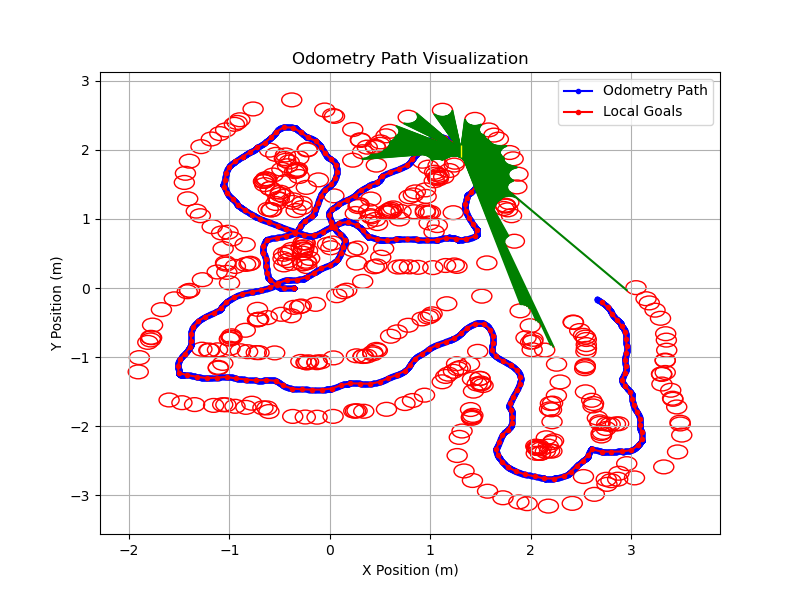 Odometry Path Visualization
Odometry Path
Local Goals
Y Position (m)
3
2
1
0
−1
−2
−3
−2
−1
0
1
2
3
X Position (m)